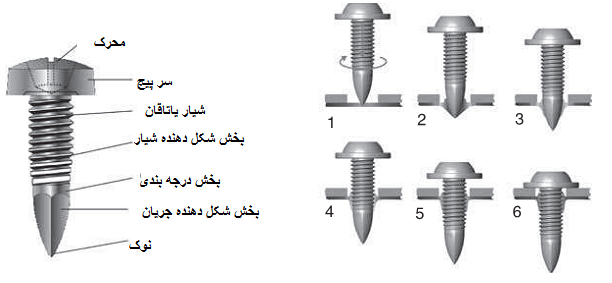 محرک
سر پیچ
شیار یاتاقان
بخش شکل دهنده شیار
بخش درجه بندی
بخش شکل دهنده جریان
نوک
1
2
3
4
5
6